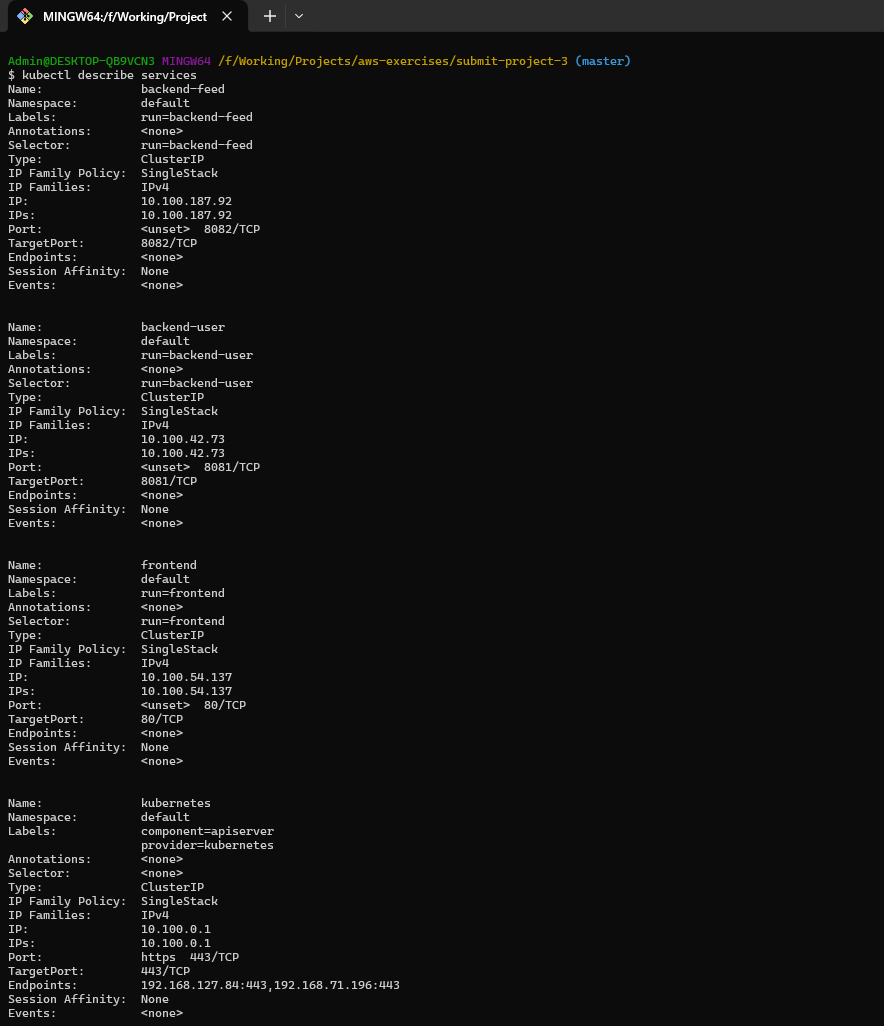 MINGW64:/f/Working/Project
Admin@DESKTOP-QB9VCN3 MINGW64 /f/Working/Projects/aws-exercises/submit-project-3 (master)
$ kubectl describe services
Name:              backend-feed
Namespace:         default
Labels:            run=backend-feed
Annotations:       <none>
Selector:          run=backend-feed
Type:              ClusterIP
IP Family Policy:  SingleStack
IP Families:       IPv4
IP:                10.100.187.92
IPs:               10.100.187.92
Port:              <unset>  8082/TCP
TargetPort:        8082/TCP
Endpoints:         <none>
Session Affinity:  None
Events:            <none>
Name:              backend-user
Namespace:         default
Labels:            run=backend-user
Annotations:       <none>
Selector:          run=backend-user
Type:              ClusterIP
IP Family Policy:  SingleStack
IP Families:       IPv4
IP:                10.100.42.73
IPs:               10.100.42.73
Port:              <unset>  8081/TCP
TargetPort:        8081/TCP
Endpoints:         <none>
Session Affinity:  None
Events:            <none>
Name:              frontend
Namespace:         default
Labels:            run=frontend
Annotations:       <none>
Selector:          run=frontend
Type:              ClusterIP
IP Family Policy:  SingleStack
IP Families:       IPv4
IP:                10.100.54.137
IPs:               10.100.54.137
Port:              <unset>  80/TCP
TargetPort:        80/TCP
Endpoints:         <none>
Session Affinity:  None
Events:            <none>
Name:              kubernetes
Namespace:         default
Labels:            component=apiserver
                   provider=kubernetes
Annotations:       <none>
Selector:          <none>
Type:              ClusterIP
IP Family Policy:  SingleStack
IP Families:       IPv4
IP:                10.100.0.1
IPs:               10.100.0.1
Port:              https  443/TCP
TargetPort:        443/TCP
Endpoints:         192.168.127.84:443,192.168.71.196:443
Session Affinity:  None
Events:            <none>